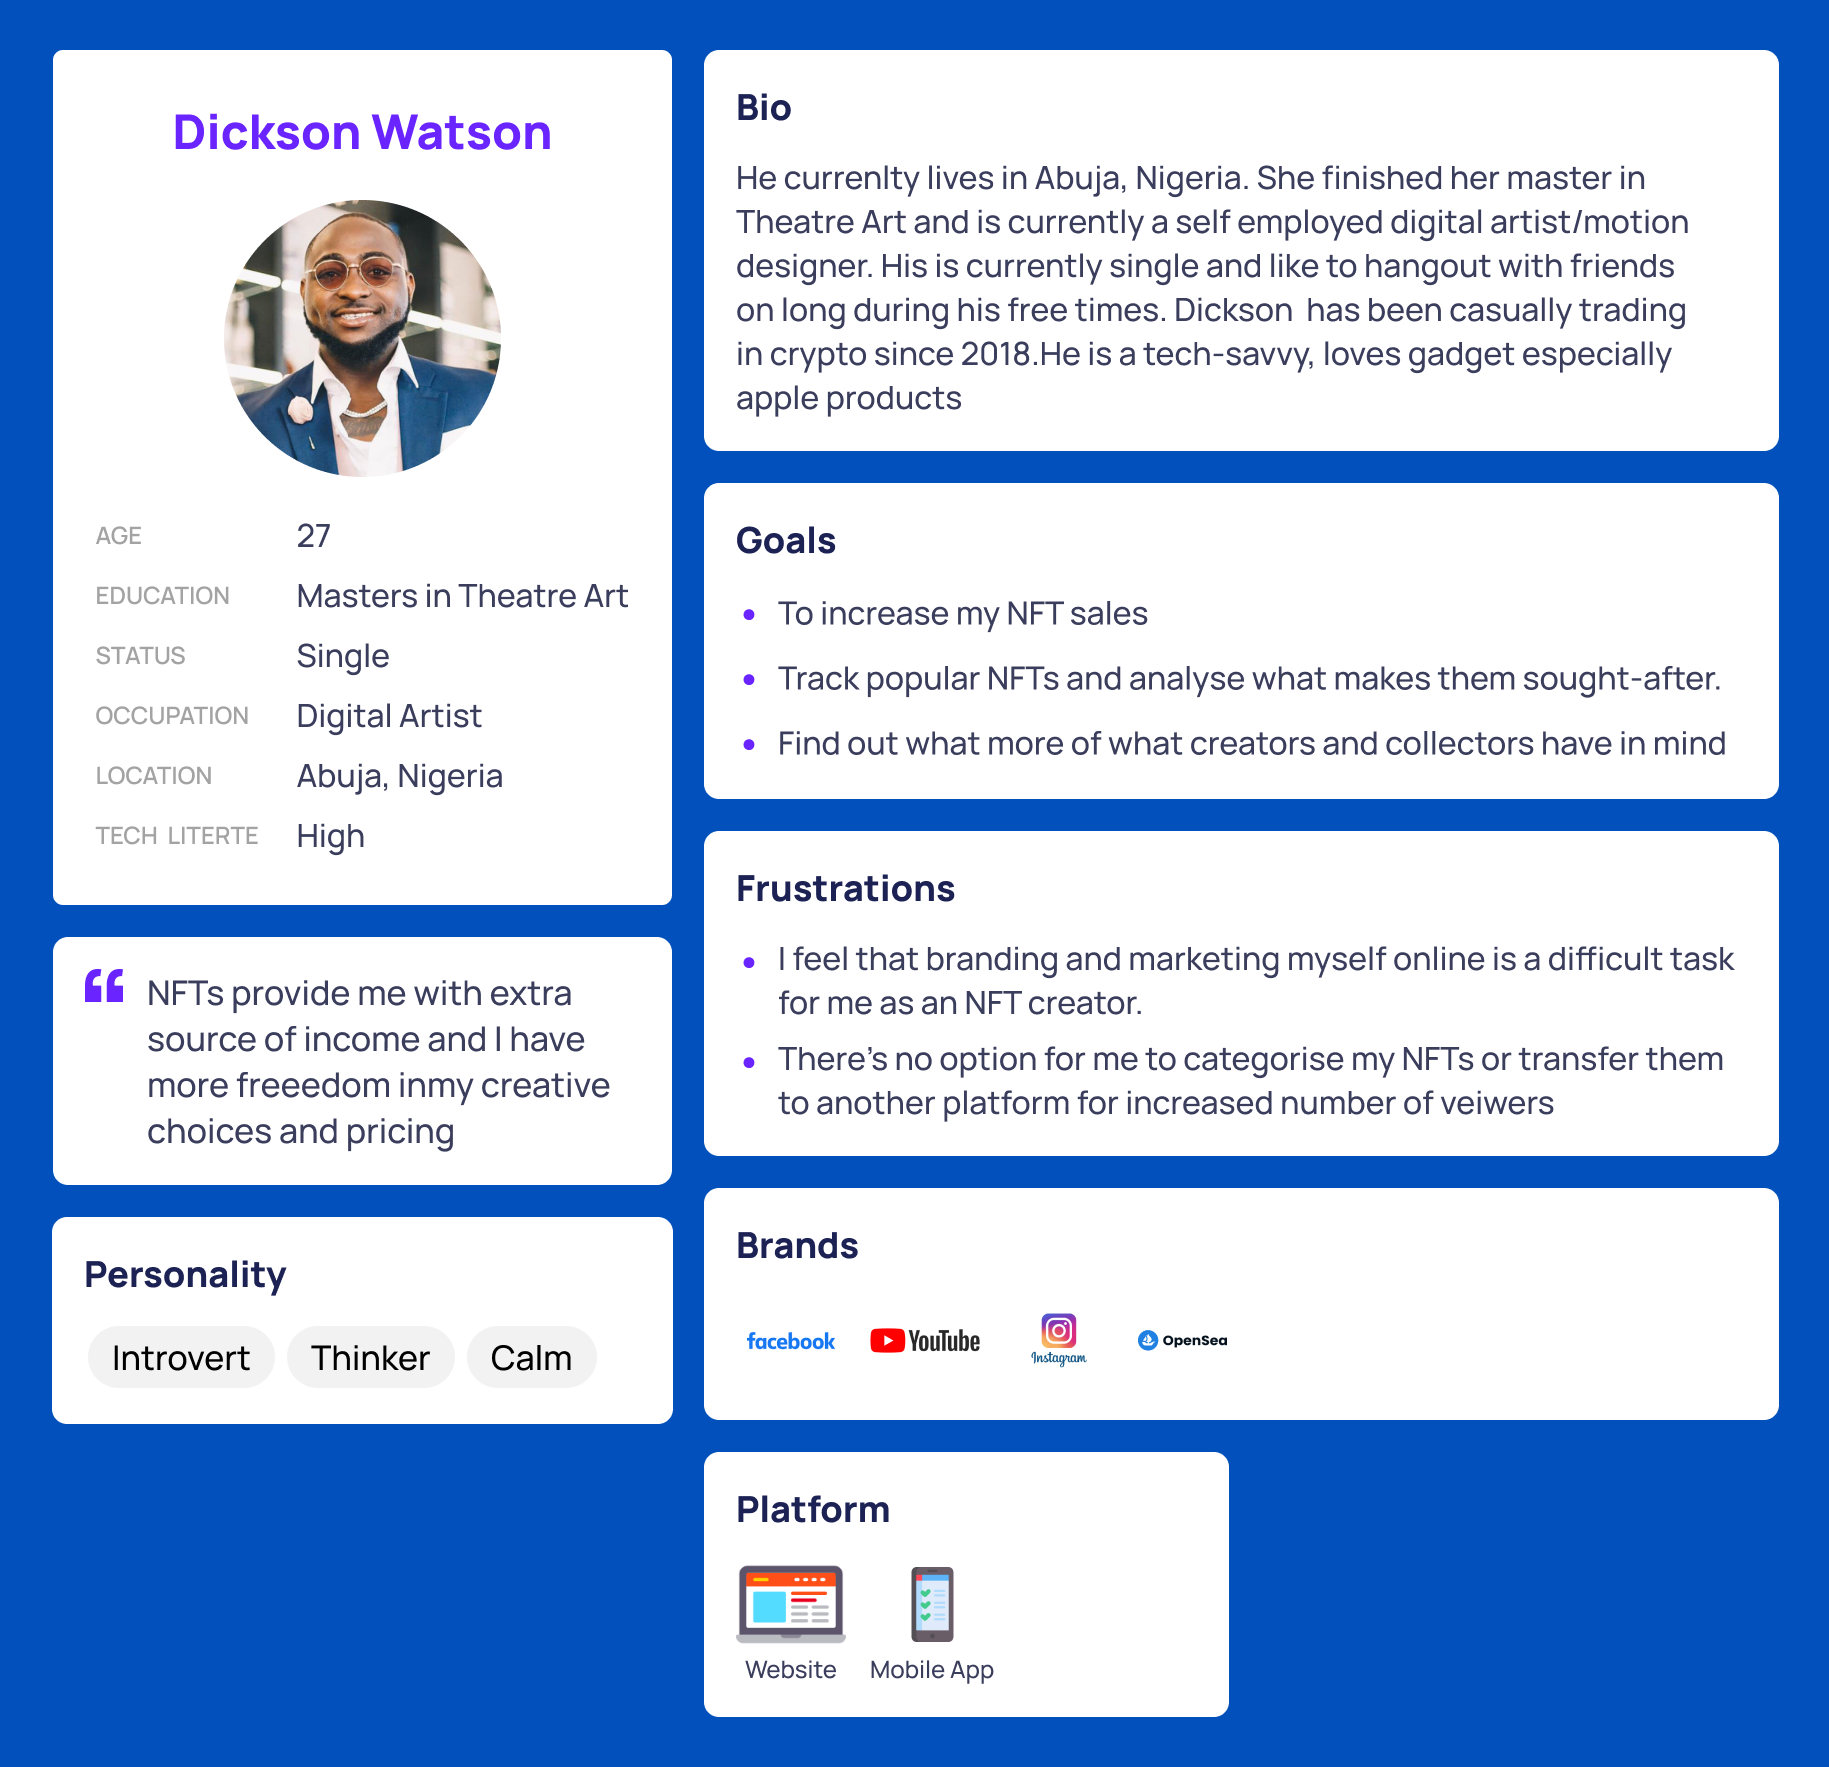 Dickson Watson
AGE 27
EDUCATION Masters in Theatre Art
STATUS Single
OCCUPATION Digital Artist
LOCATION Abuja, Nigeria
TECH LITERTE High
NFTs provide me with extra
source of income and I have
more freeedom inmy creative
choices and pricing
Personality
Introvert Thinker Calm
Bio
He currenlty lives in Abuja, Nigeria. She finished her master in
Theatre Art and is currently a self employed digital artist/motion
designer. His is currently single and like to hangout with friends
on long during his free times. Dickson has been casually trading
in crypto since 2018.He is a tech-savvy, loves gadget especially
apple products
Goals
• To increase my NFT sales
• Track popular NFTs and analyse what makes them sought-after.
• Find out what more of what creators and collectors have in mind
Frustrations
• I feel that branding and marketing myself online is a difficult task
for me as an NFT creator.
• There's no option for me to categorise my NFTs or transfer them
to another platform for increased number of veiwers
Brands
facebook YouTube Instagram OpenSea
Platform
Website Mobile App